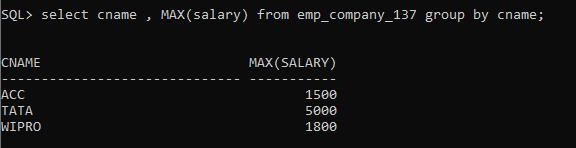 SQL> select cname , MAX(salary) from emp_company_137 group by cname;
CNAME                          MAX(SALARY)
------------------------------ -----------
ACC                                   1500
TATA                                  5000
WIPRO                                 1800